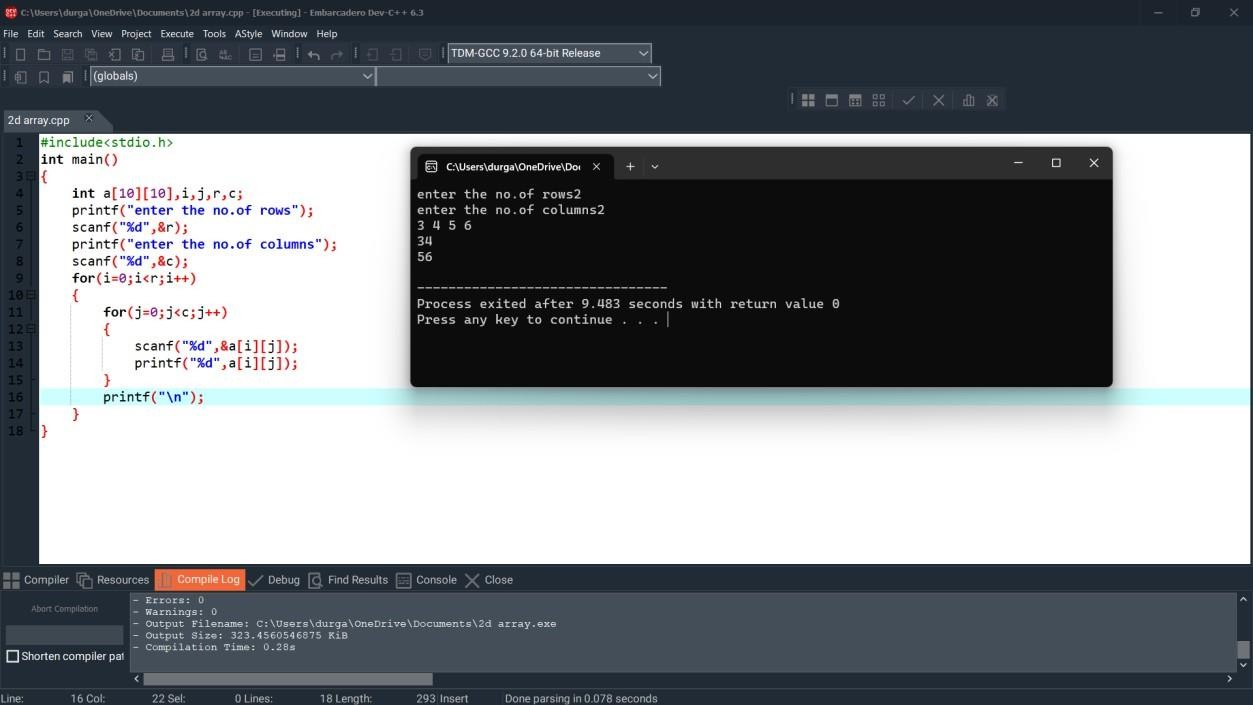 C:\Users\durga\OneDrive\Documents\2d array.cpp - [Executing] - Embarcadero Dev-C++ 6.3
File Edit Search View Project Execute Tools AStyle Window Help
TDM-GCC 9.2.0 64-bit Release
(globals)
2d array.cpp
1 #include<stdio.h>
2 int main()
3 {
4 int a[10][10],i,j,r,c;
5 printf("enter the no.of rows");
6 scanf("%d",&r);
7 printf("enter the no.of columns");
8 scanf("%d",&c);
9 for(i=0;i<r;i++)
10 {
11 for(j=0;j<c;j++)
12 {
13 scanf("%d",&a[i][j]);
14 printf("%d",a[i][j]);
15 }
16 printf("\n");
17 }
18 }
C:\Users\durga\OneDrive\Doc
enter the no.of rows2
enter the no.of columns2
3 4 5 6
34
56
--------------------------------
Process exited after 9.483 seconds with return value 0
Press any key to continue . . .
Compiler Resources Compile Log Debug Find Results Console Close
Abort Compilation
Shorten compiler pat
- Errors: 0
- Warnings: 0
- Output Filename: C:\Users\durga\OneDrive\Documents\2d array.exe
- Output Size: 323.4560546875 KiB
- Compilation Time: 0.28s
Line: 16 Col: 22 Sel: 0 Lines: 18 Length: 293 Insert Done parsing in 0.078 seconds